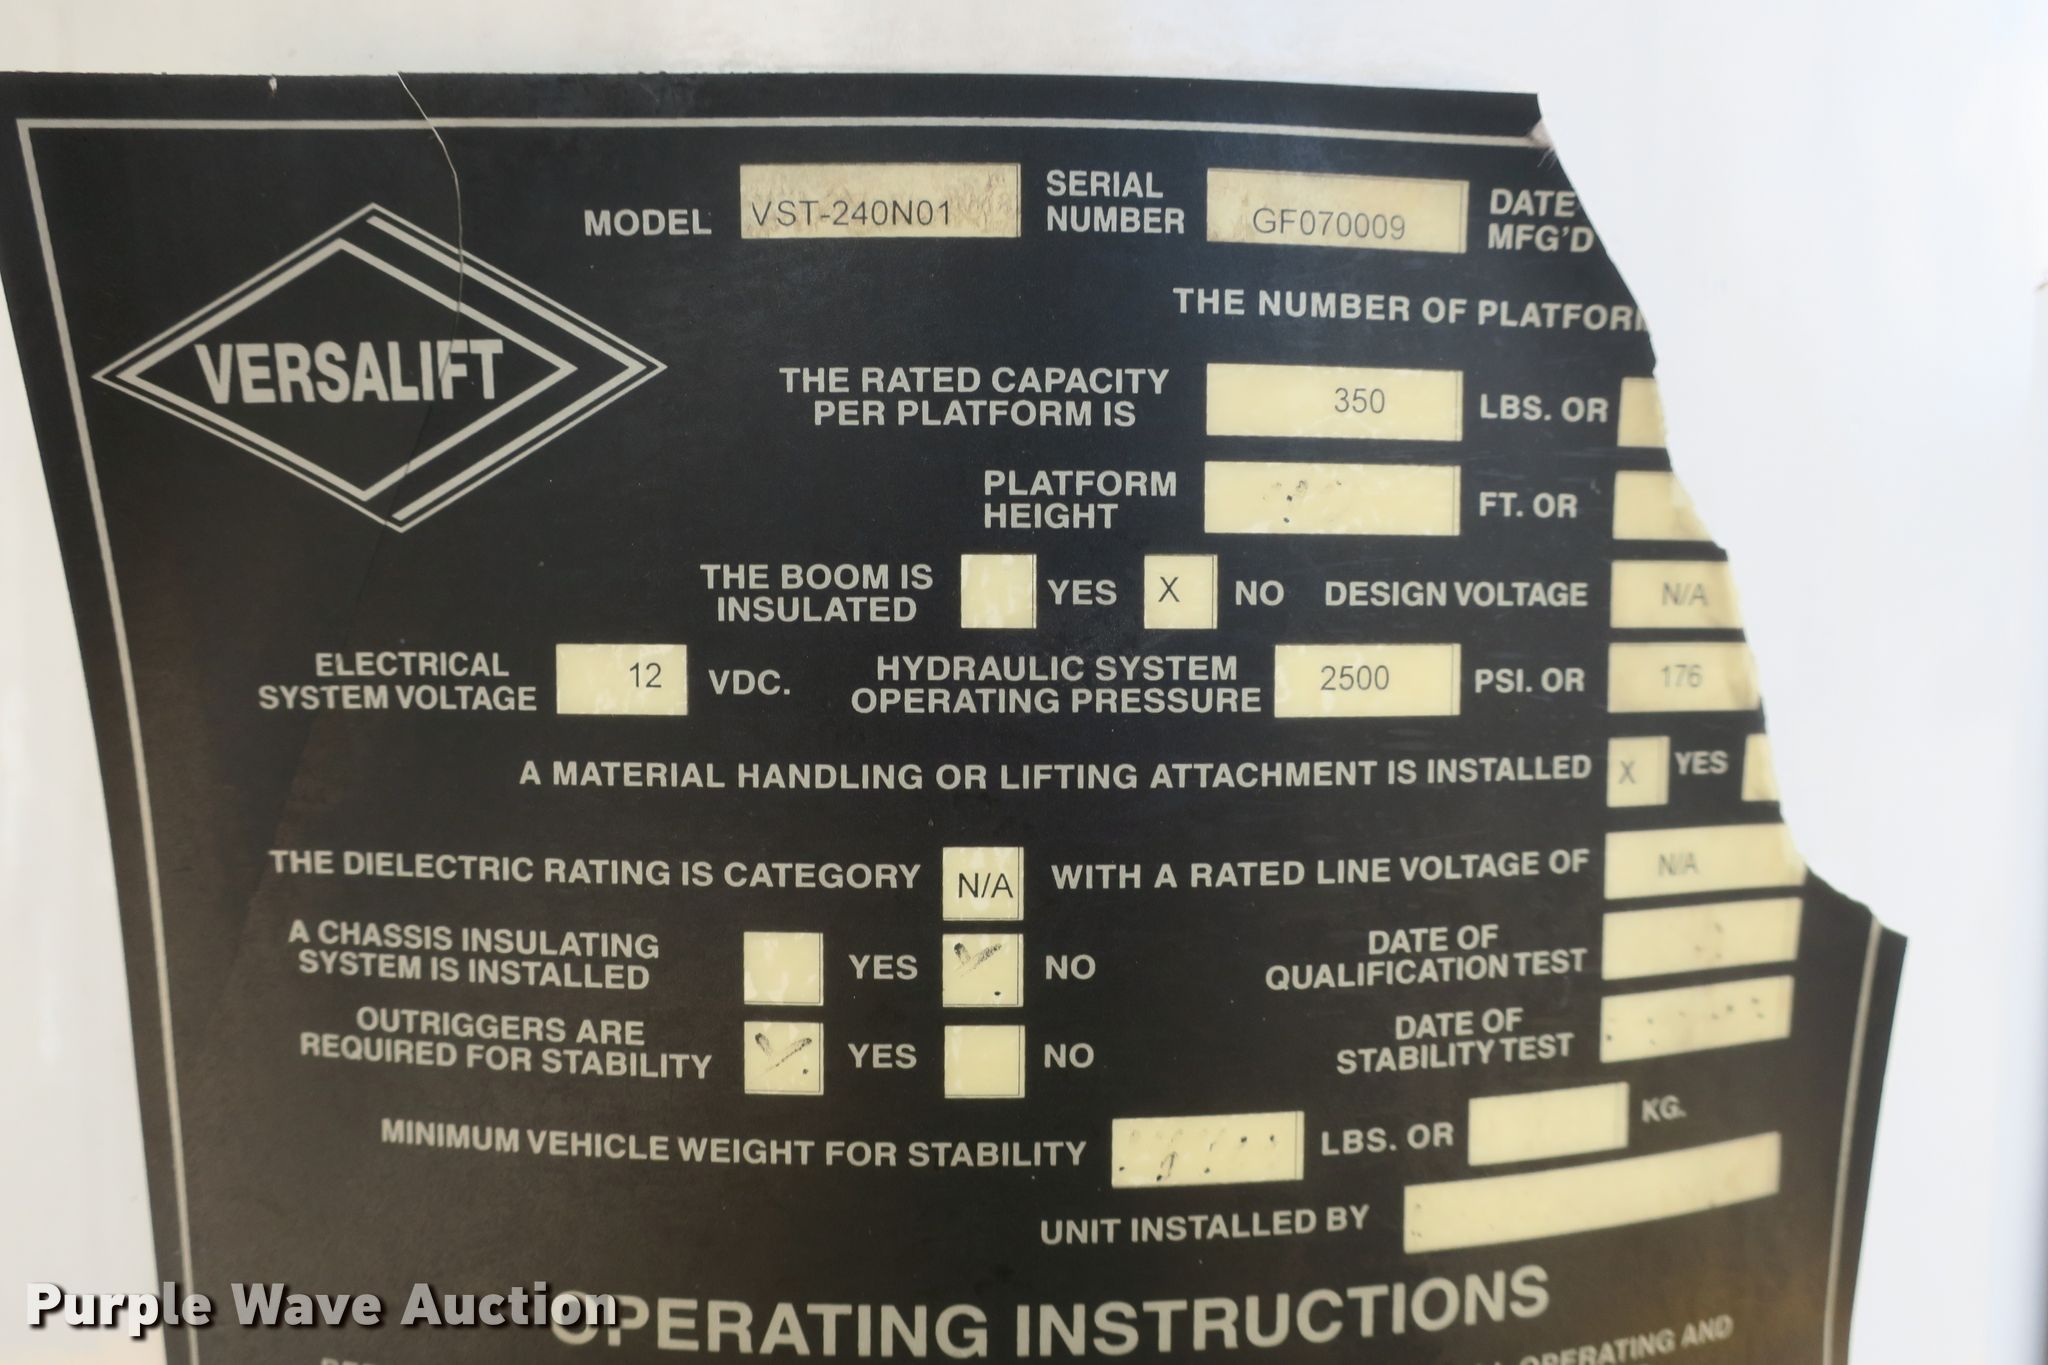 MODEL VST-240N01 SERIAL NUMBER GF070009 DATE MFG'D
THE NUMBER OF
VERSALIFT
THE RATED CAPACITY PER PLATFORM IS 350 LBS. OR
PLATFORM HEIGHT FT. OR
THE BOOM IS INSULATED YES X NO DESIGN VOLTAGE N/A
ELECTRICAL SYSTEM VOLTAGE 12 VDC. HYDRAULIC SYSTEM OPERATING PRESSURE 2500 PSI. OR 176
A MATERIAL HANDLING OR LIFTING ATTACHMENT IS INSTALLED X YES
THE DIELECTRIC RATING IS CATEGORY N/A WITH A RATED LINE VOLTAGE OF N/A
A CHASSIS INSULATING SYSTEM IS INSTALLED YES NO DATE OF QUALIFICATION TEST
OUTRIGGERS ARE REQUIRED FOR STABILITY YES NO DATE OF STABILITY TEST
MINIMUM VEHICLE WEIGHT FOR STABILITY LBS. OR KG.
UNIT INSTALLED BY
OPERATING INSTRUCTIONS
OPERATING AND
Purple Wave Auction